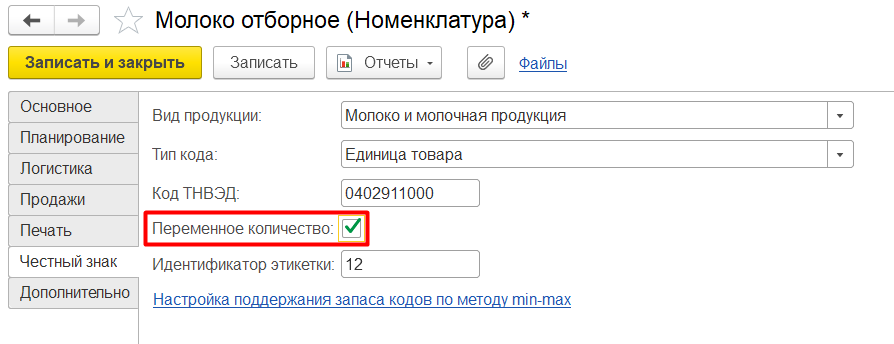 Молоко отборное (Номенклатура) *
Записать и закрыть Записать Отчеты Файлы
Основное
Планирование
Логистика
Продажи
Печать
Честный знак
Дополнительно
Вид продукции: Молоко и молочная продукция
Тип кода: Единица товара
Код ТНВЭД: 0402911000
Переменное количество:
Идентификатор этикетки: 12
Настройка поддержания запаса кодов по методу min-max